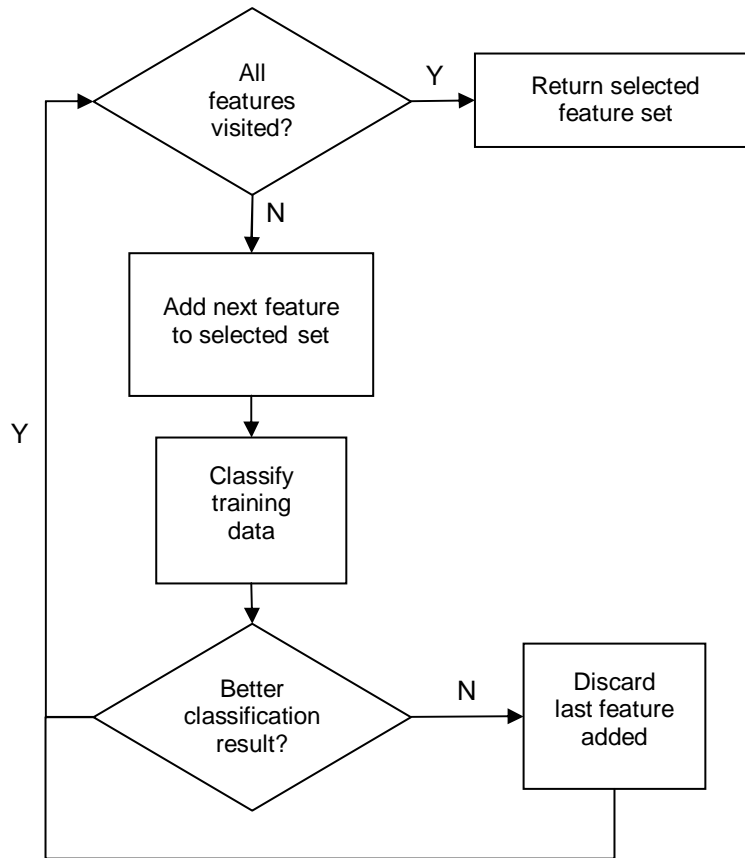 All
features
visited?
Y
Return selected
feature set
N
Add next feature
to selected set
Y
Classify
training
data
Better
classification
result?
N
Discard
last feature
added